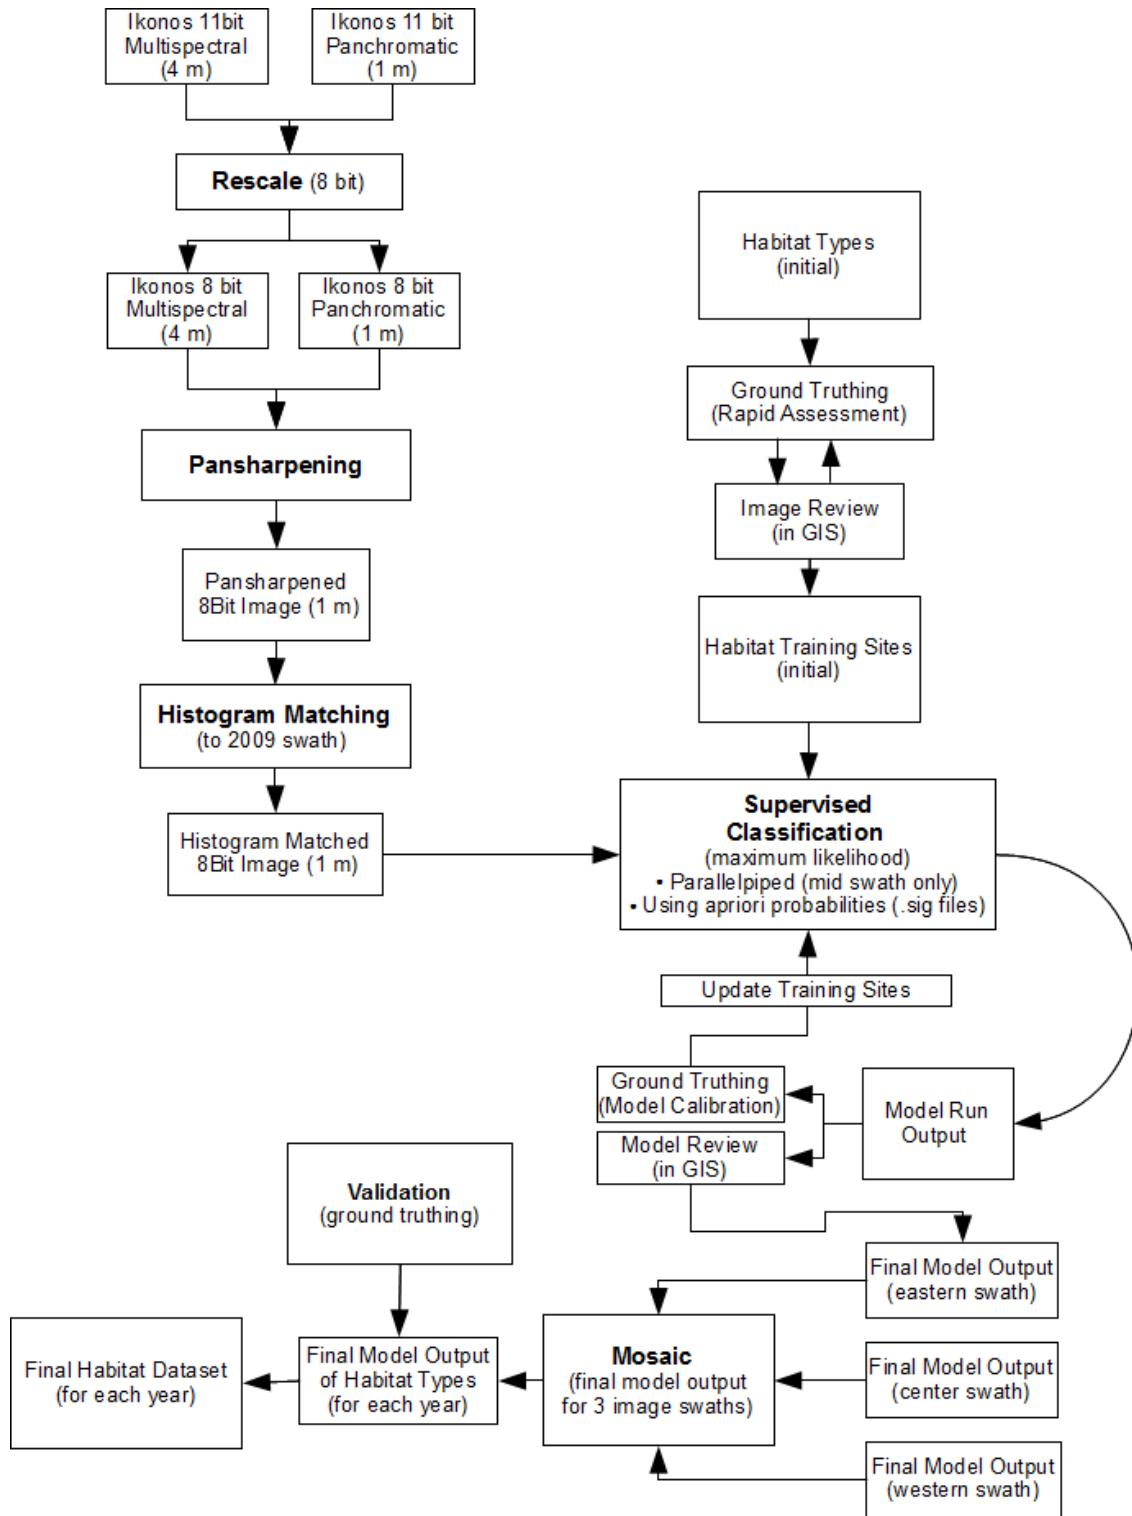 Ikonos 11bit
Multispectral
(4 m)
Ikonos 11 bit
Panchromatic
(1 m)
Rescale (8 bit)
Ikonos 8 bit
Multispectral
(4 m)
Ikonos 8 bit
Panchromatic
(1 m)
Pansharpening
Pansharpened
8Bit Image (1 m)
Histogram Matching
(to 2009 swath)
Histogram Matched
8Bit Image (1 m)
Habitat Types
(initial)
Ground Truthing
(Rapid Assessment)
Image Review
(in GIS)
Habitat Training Sites
(initial)
Supervised
Classification
(maximum likelihood)
▪ Parallelpiped (mid swath only)
▪ Using apriori probabilities (.sig files)
Update Training Sites
Ground Truthing
(Model Calibration)
Model Review
(in GIS)
Model Run
Output
Final Model Output
(eastern swath)
Final Model Output
(center swath)
Final Model Output
(western swath)
Mosaic
(final model output
for 3 image swaths)
Validation
(ground truthing)
Final Model Output
of Habitat Types
(for each year)
Final Habitat Dataset
(for each year)